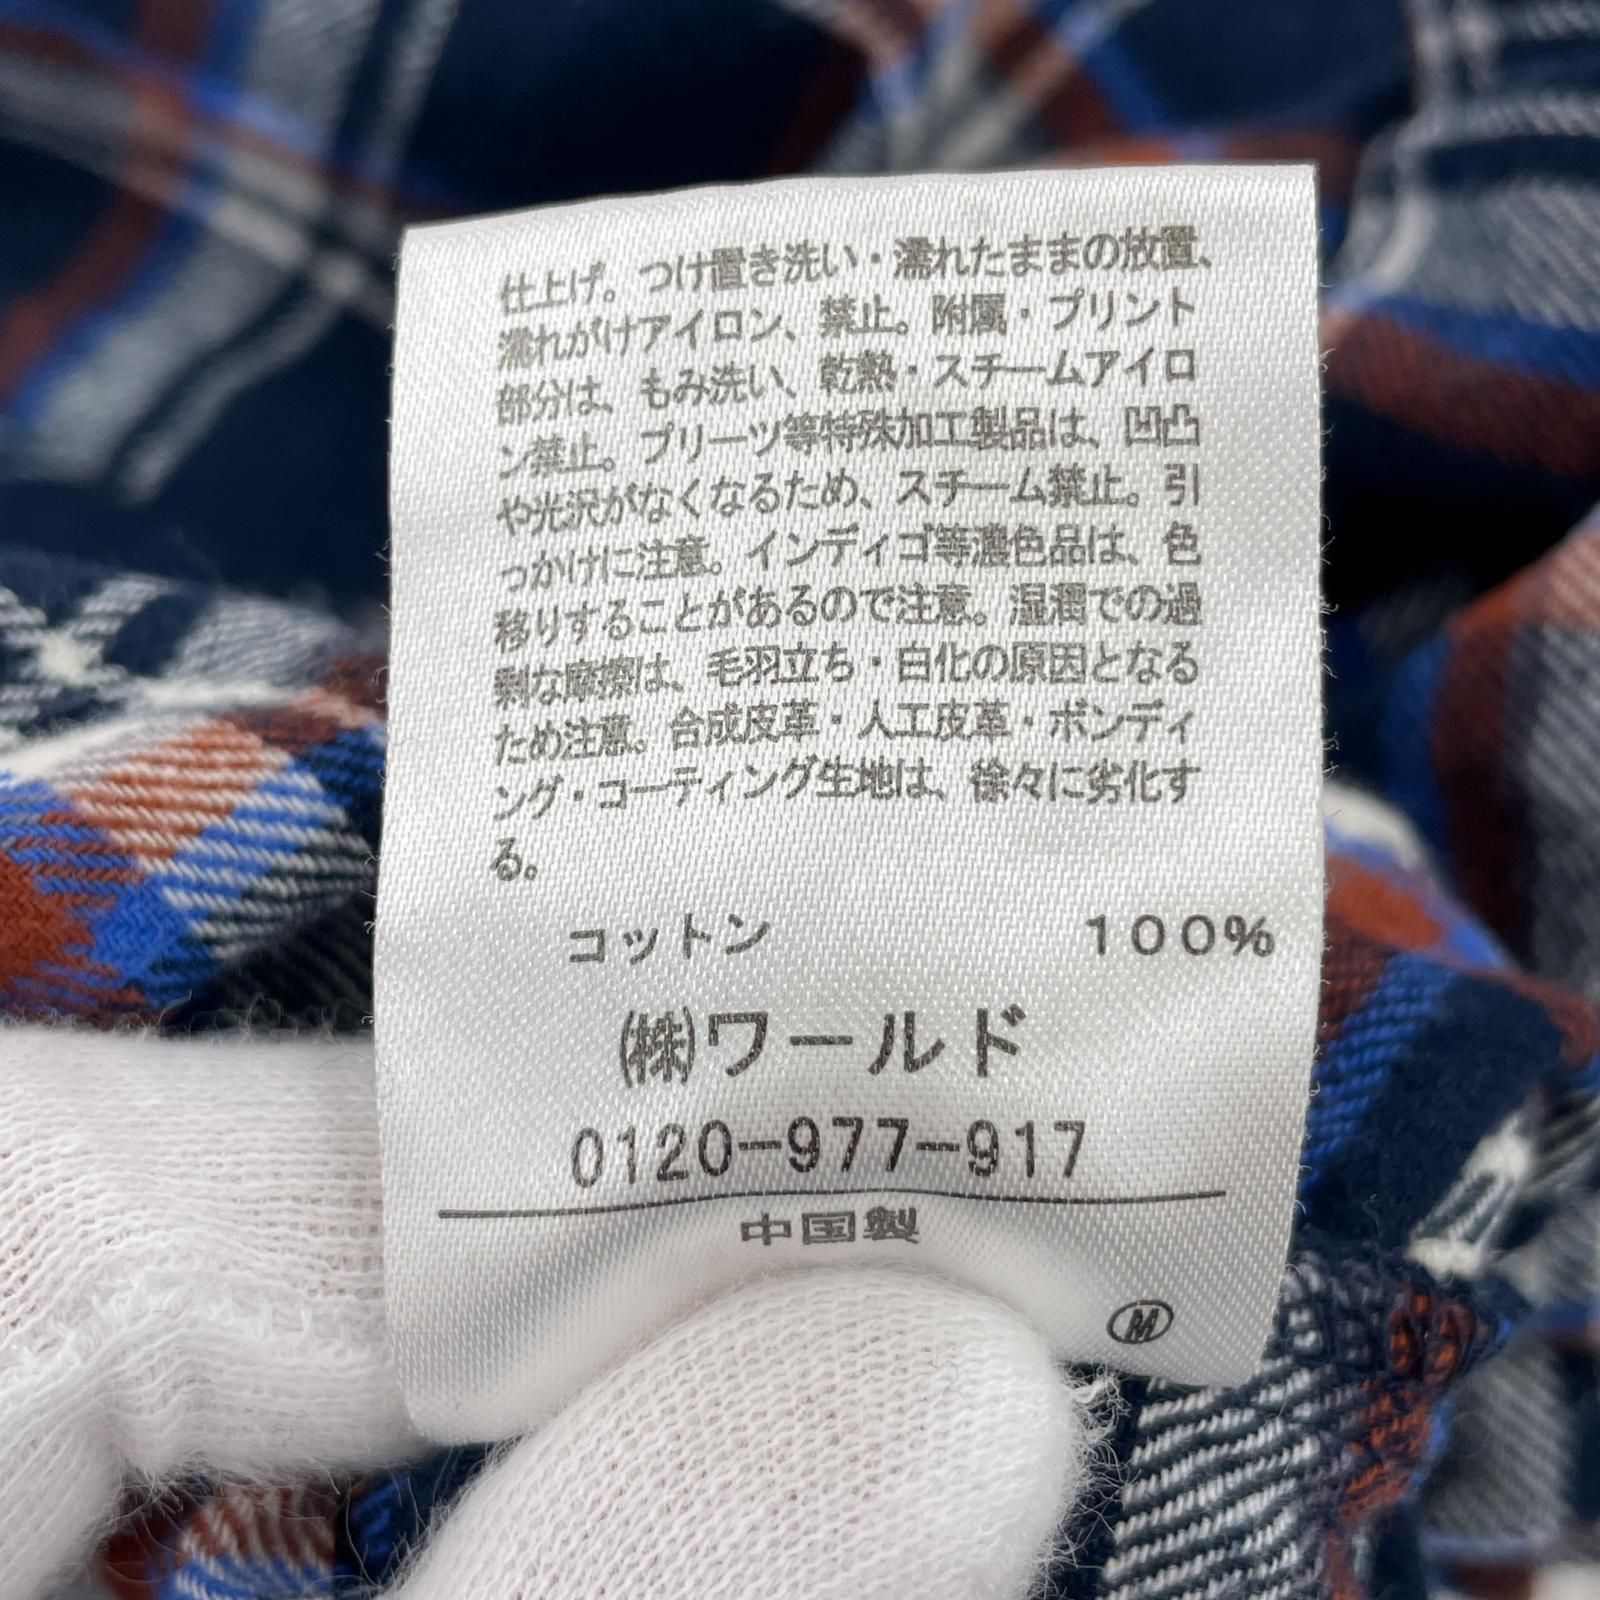 仕上げ。つけ置き洗い・濡れたままの放置、
濡れがけアイロン、禁止。附属・プリント
部分は、もみ洗い、乾熱・スチームアイロ
ン禁止。プリーツ等特殊加工製品は、凹凸
や光沢がなくなるため、スチーム禁止。引
っかけに注意。インディゴ等濃色品は、色
移りすることがあるので注意。湿潤での過
剰な摩擦は、毛羽立ち・白化の原因となる
ため注意。合成皮革・人工皮革・ボンディ
ング・コーティング生地は、徐々に劣化す
る。
コットン 100%
㈱ワールド
0120-977-917
中国製
Ⓜ